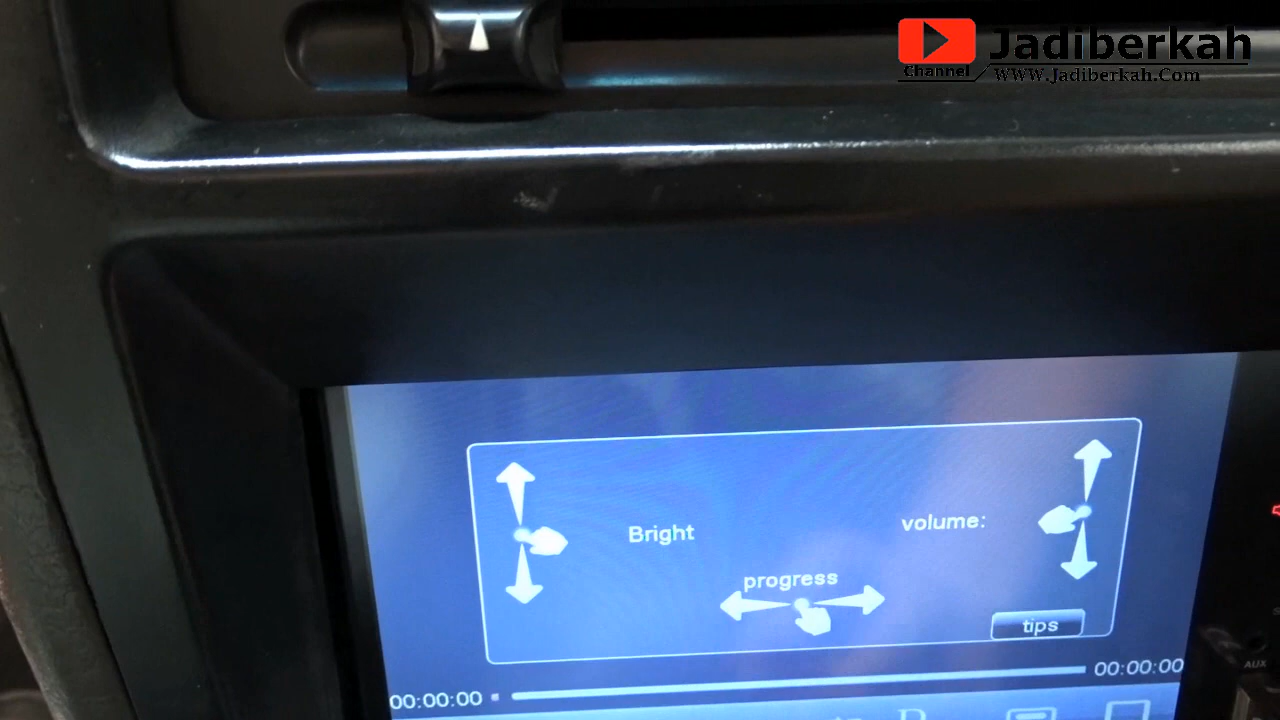 Jadiberkah
Channel
Www.Jadiberkah.Com
Bright
volume:
progress
tips
00:00:00
00:00:00
AUX